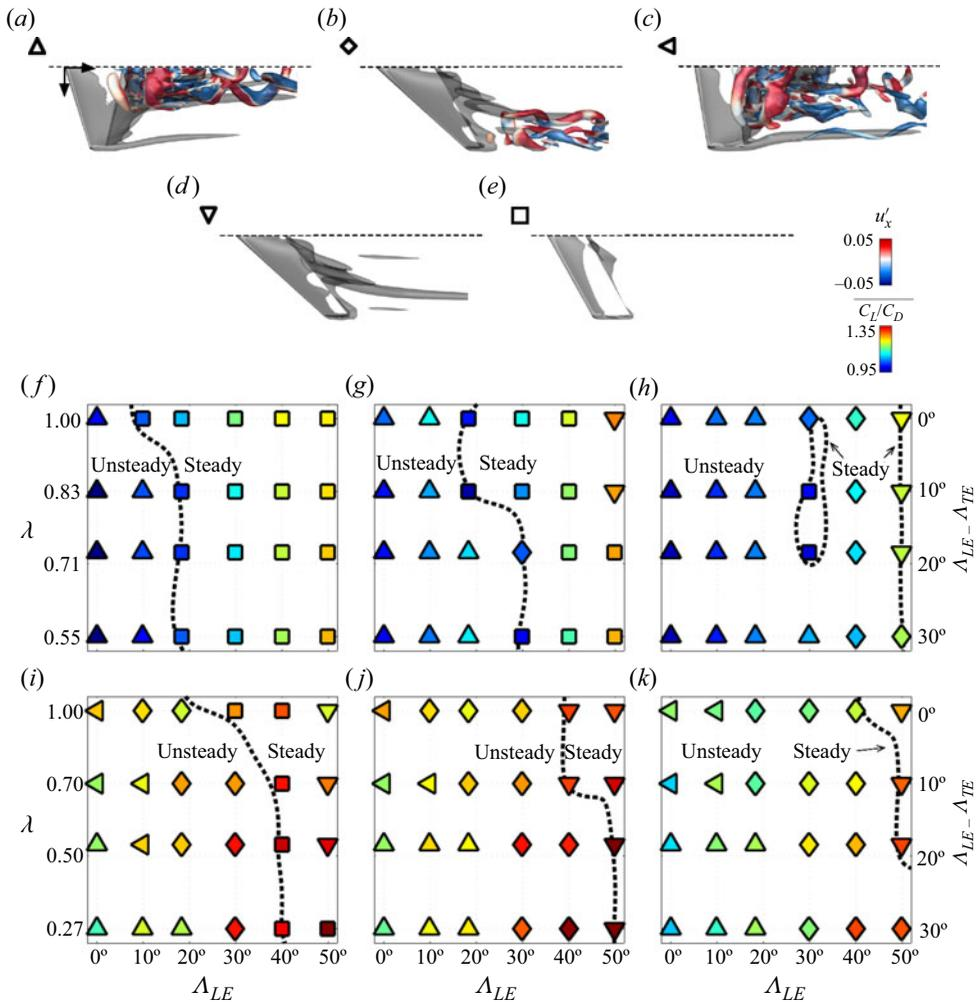 (a) (b) (c)
(d) (e)
u′x
0.05
−0.05
C_L/C_D
1.35
0.95
(f) (g) (h)
1.00 0º
Unsteady Steady Unsteady Steady Unsteady Steady
0.83 10º
λ Λ_LE − Λ_TE
0.71 20º
0.55 30º
(i) (j) (k)
1.00 0º
Unsteady Steady Unsteady Steady Unsteady Steady
0.70 10º
λ Λ_LE − Λ_TE
0.50 20º
0.27 30º
0º 10º 20º 30º 40º 50º 0º 10º 20º 30º 40º 50º 0º 10º 20º 30º 40º 50º
Λ_LE Λ_LE Λ_LE